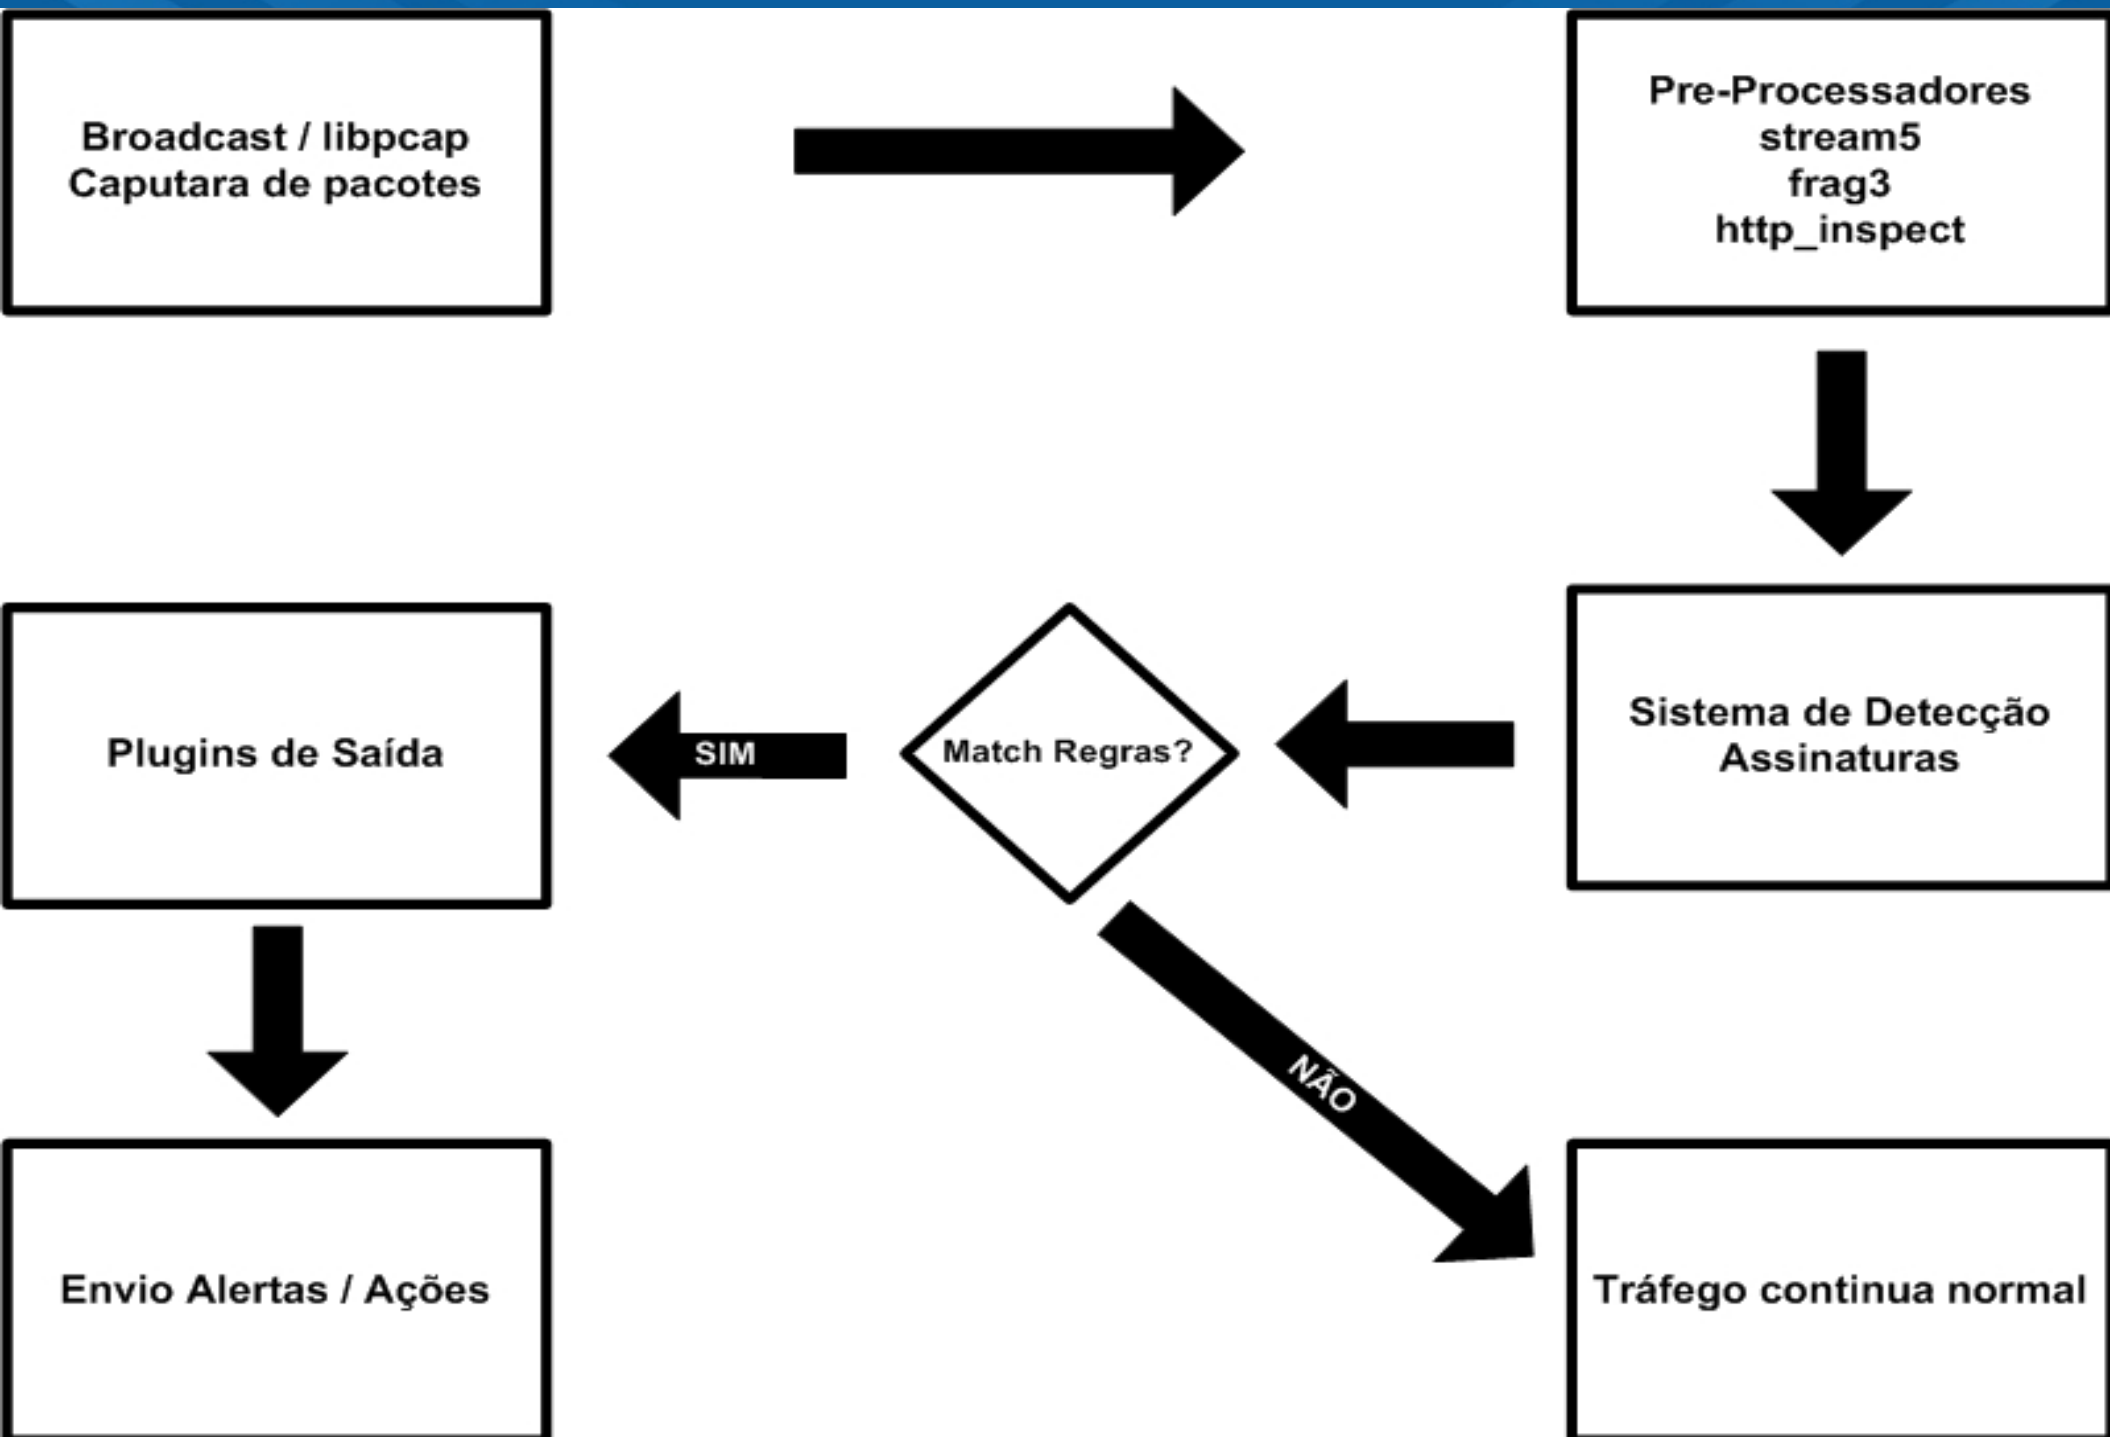 Broadcast / libpcap
Caputara de pacotes
Pre-Processadores
stream5
frag3
http_inspect
Sistema de Detecção
Assinaturas
Match Regras?
SIM
Plugins de Saída
NÃO
Envio Alertas / Ações
Tráfego continua normal